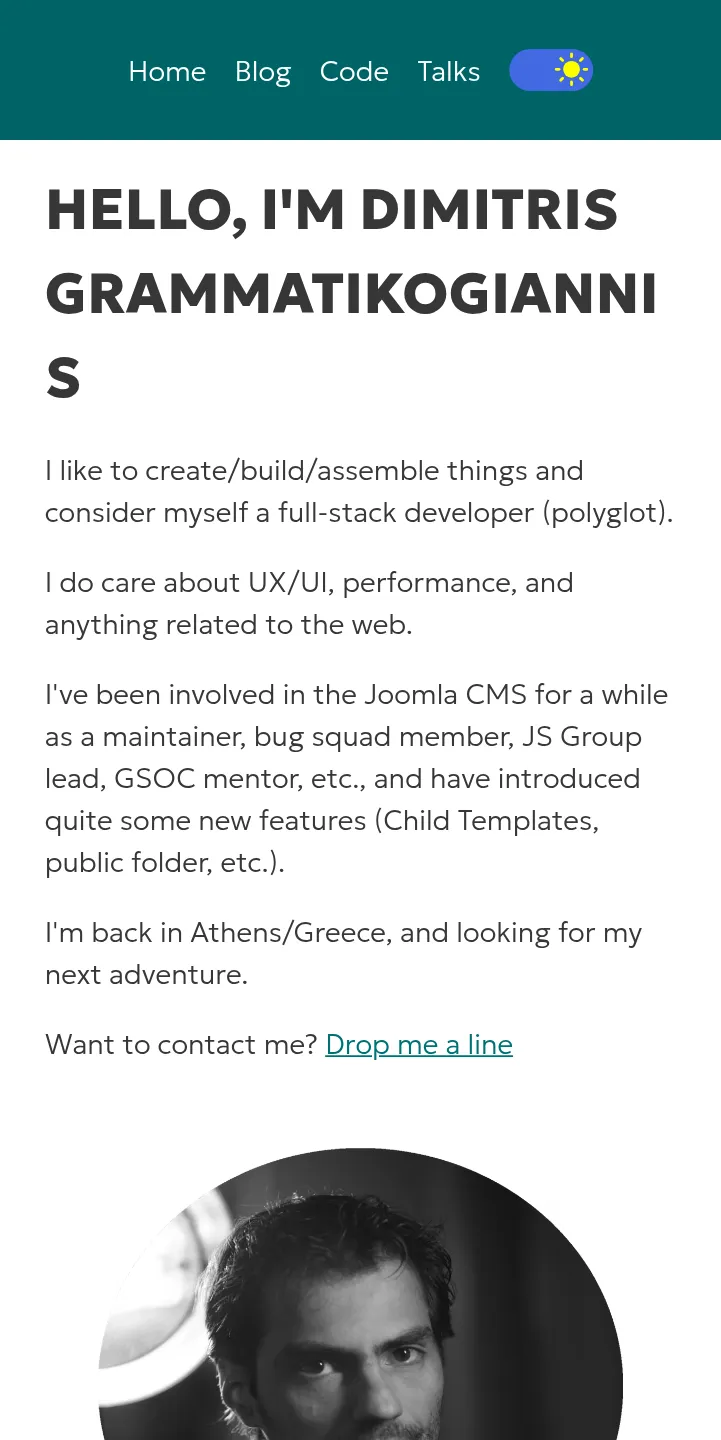 Home Blog Code Talks
HELLO, I'M DIMITRIS
GRAMMATIKOGIANNI
S
I like to create/build/assemble things and
consider myself a full-stack developer (polyglot).
I do care about UX/UI, performance, and
anything related to the web.
I've been involved in the Joomla CMS for a while
as a maintainer, bug squad member, JS Group
lead, GSOC mentor, etc., and have introduced
quite some new features (Child Templates,
public folder, etc.).
I'm back in Athens/Greece, and looking for my
next adventure.
Want to contact me? Drop me a line